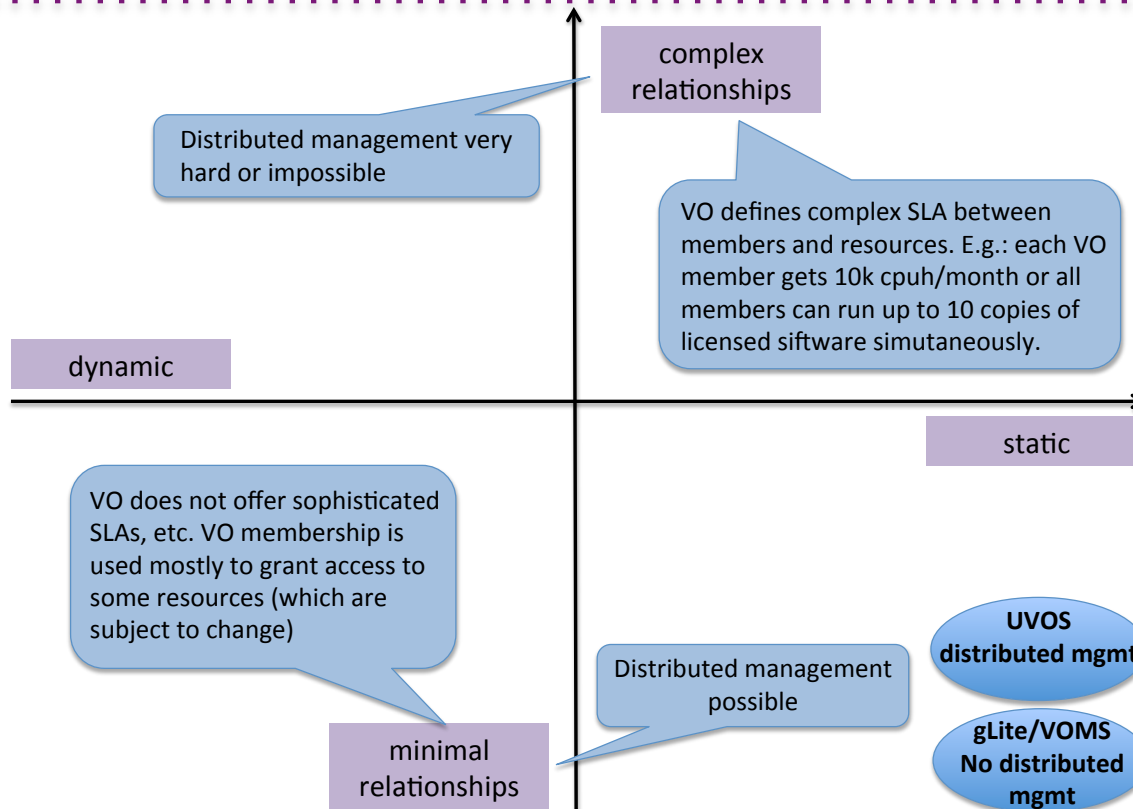 complex
relationships
Distributed management very
hard or impossible
VO defines complex SLA between
members and resources. E.g.: each VO
member gets 10k cpuh/month or all
members can run up to 10 copies of
licensed siftware simutaneously.
dynamic
static
VO does not offer sophisticated
SLAs, etc. VO membership is
used mostly to grant access to
some resources (which are
subject to change)
UVOS
distributed mgmt
Distributed management
possible
gLite/VOMS
No distributed
mgmt
minimal
relationships